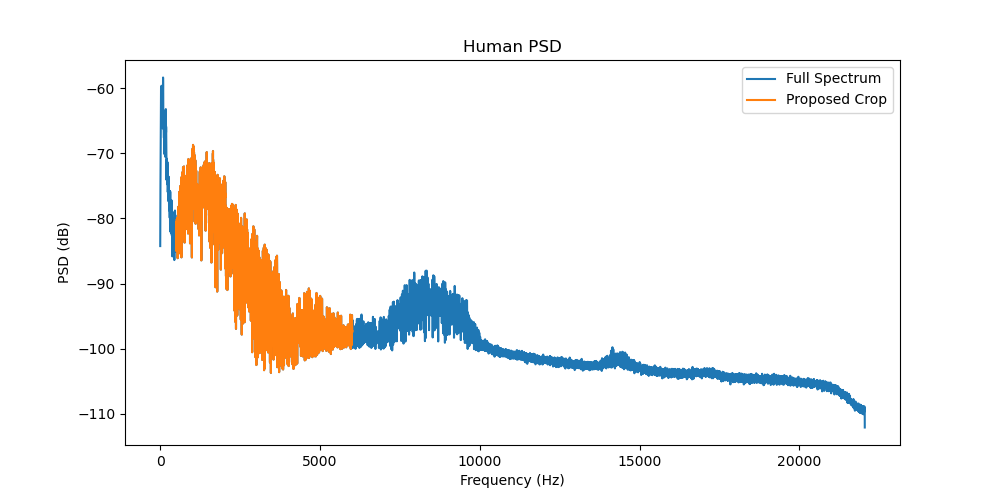 Human PSD
Full Spectrum
Proposed Crop
PSD (dB)
−60
−70
−80
−90
−100
−110
0
5000
10000
15000
20000
Frequency (Hz)